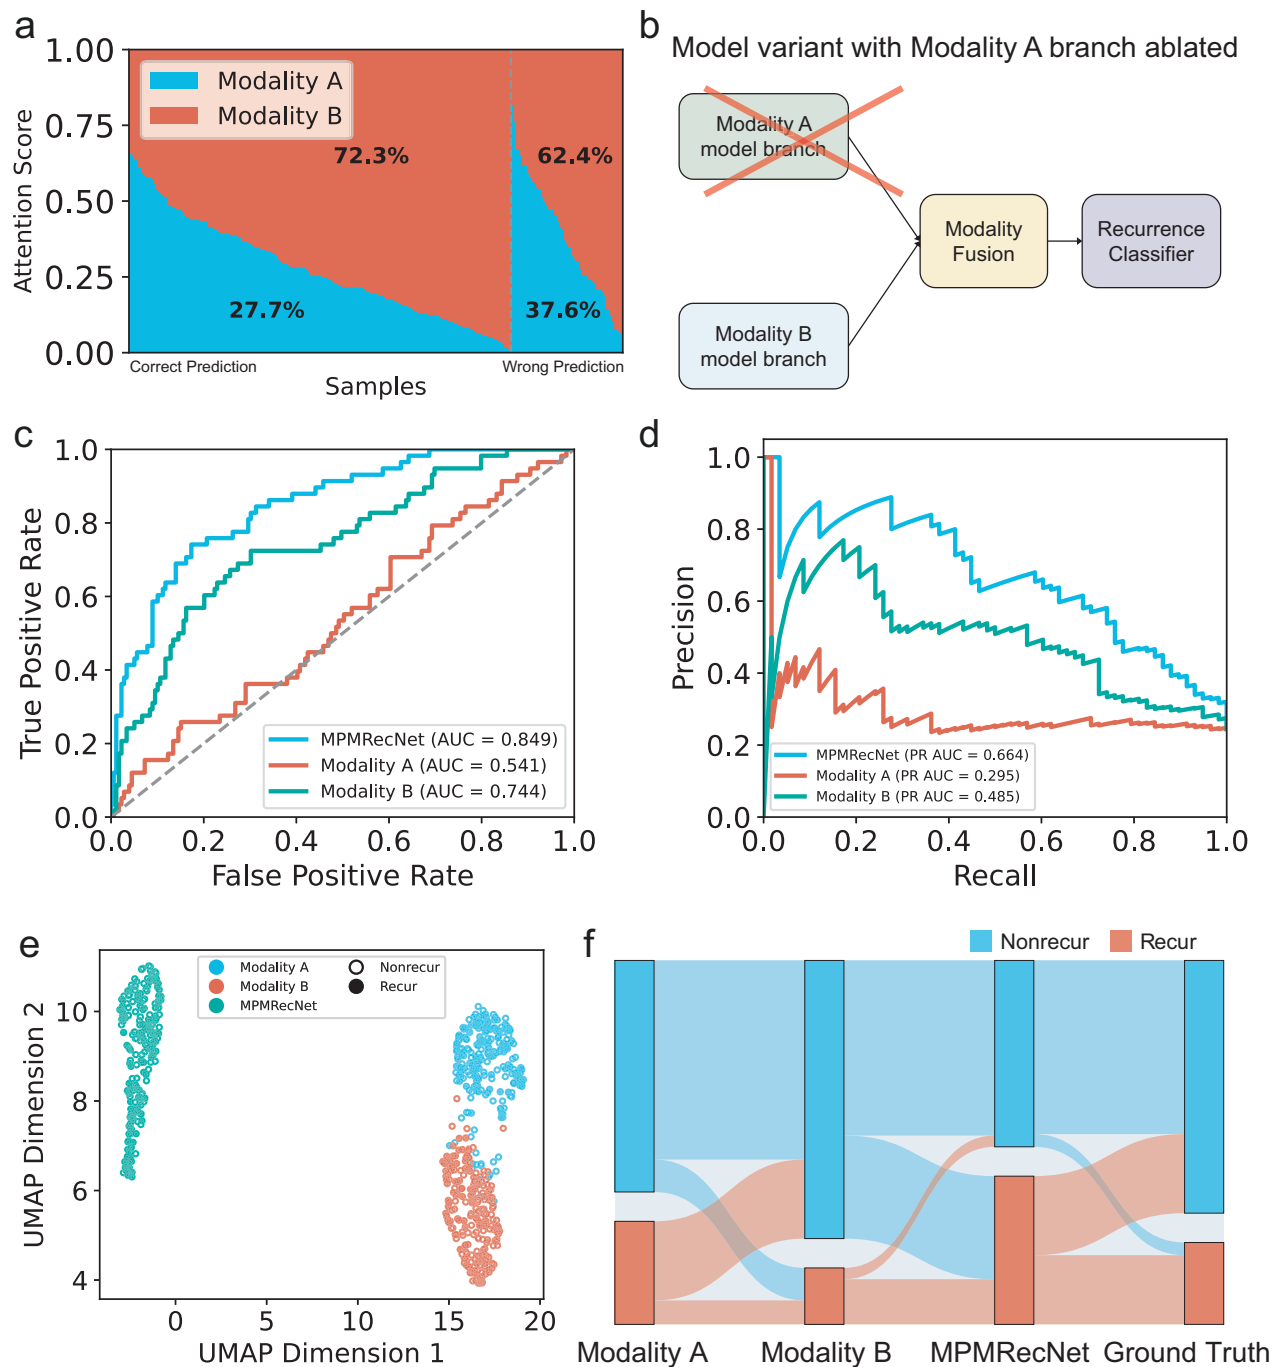 a
1.00
0.75
0.50
0.25
0.00
Attention Score
Modality A
Modality B
72.3%
62.4%
27.7%
37.6%
Correct Prediction
Wrong Prediction
Samples
b
Model variant with Modality A branch ablated
Modality A
model branch
Modality B
model branch
Modality
Fusion
Recurrence
Classifier
c
1.0
0.8
0.6
0.4
0.2
0.0
True Positive Rate
MPMRecNet (AUC = 0.849)
Modality A (AUC = 0.541)
Modality B (AUC = 0.744)
0.0 0.2 0.4 0.6 0.8 1.0
False Positive Rate
d
1.0
0.8
0.6
0.4
0.2
0.0
Precision
MPMRecNet (PR AUC = 0.664)
Modality A (PR AUC = 0.295)
Modality B (PR AUC = 0.485)
0.0 0.2 0.4 0.6 0.8 1.0
Recall
e
10
8
6
4
UMAP Dimension 2
Modality A
Modality B
MPMRecNet
Nonrecur
Recur
0 5 10 15 20
UMAP Dimension 1
f
Nonrecur Recur
Modality A Modality B MPMRecNet Ground Truth